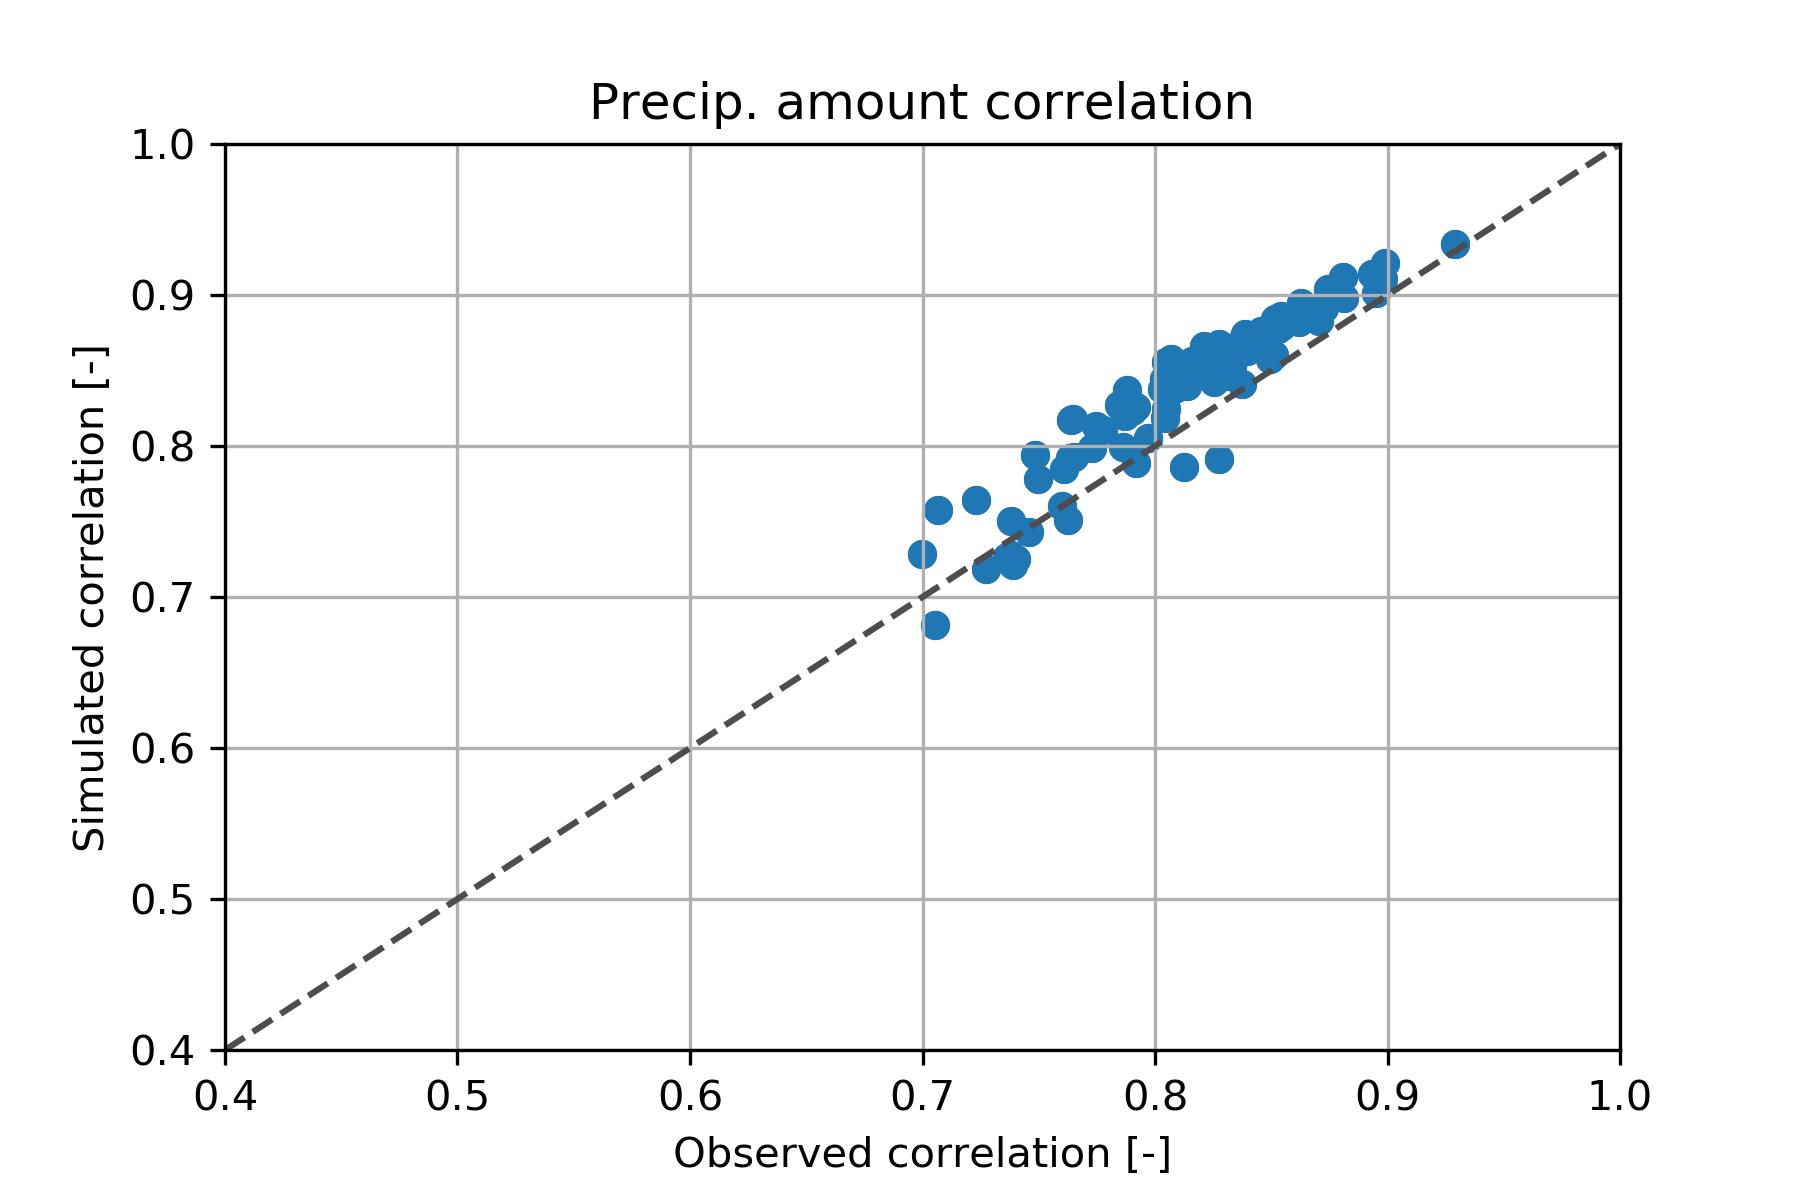 Precip. amount correlation
1.0
0.9
0.8
0.7
0.6
0.5
0.4
Simulated correlation [-]
0.4 0.5 0.6 0.7 0.8 0.9 1.0
Observed correlation [-]